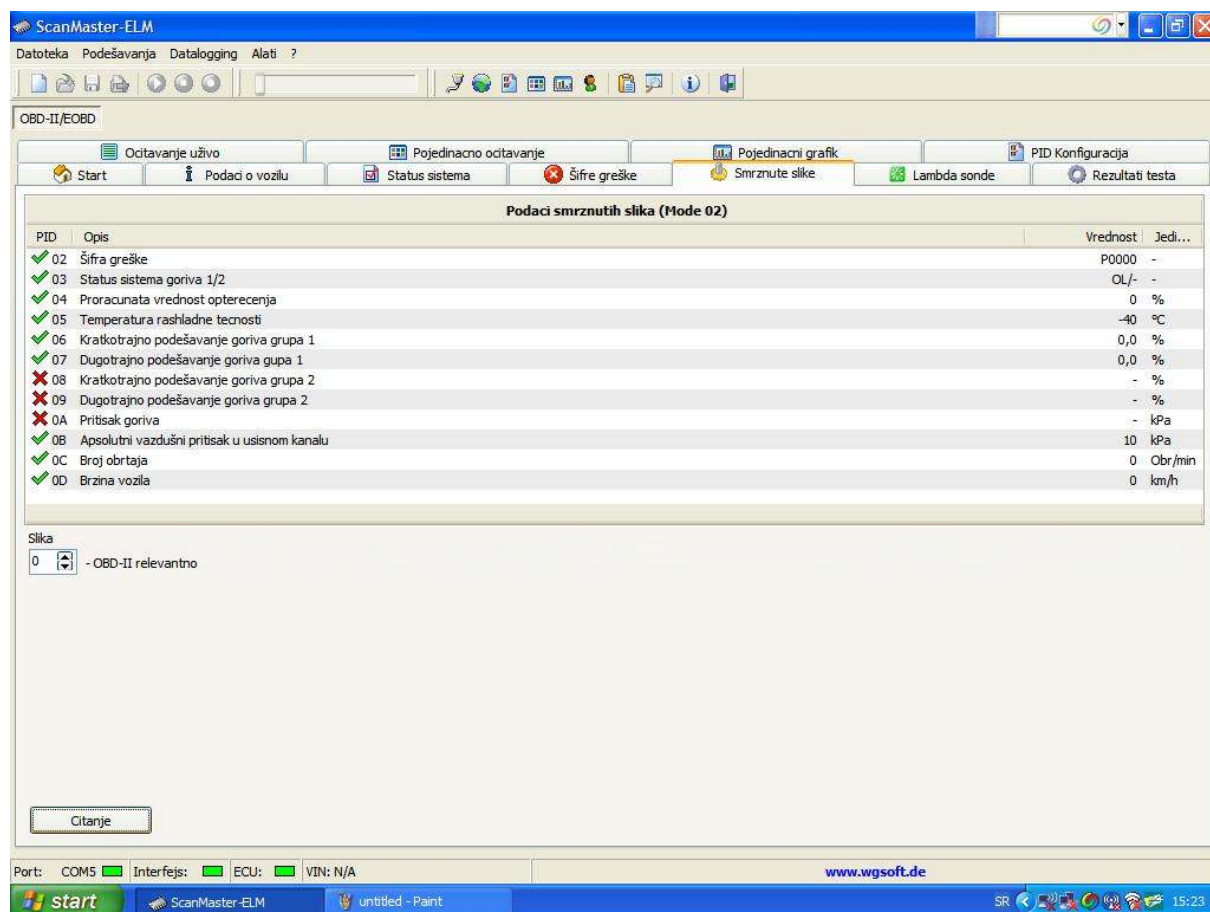 ScanMaster-ELM
Datoteka Podešavanja Datalogging Alati ?
OBD-II/EOBD
Ocitavanje uživo Pojedinacno ocitavanje Pojedinacni grafik PID Konfiguracija
Start Podaci o vozilu Status sistema Šifre greške Smrznute slike Lambda sonde Rezultati testa
Podaci smrznutih slika (Mode 02)
PID Opis Vrednost Jedi...
02 Šifra greške P0000 -
03 Status sistema goriva 1/2 OL/- -
04 Proracunata vrednost opterecenja 0 %
05 Temperatura rashladne tecnosti -40 ºC
06 Kratkotrajno podešavanje goriva grupa 1 0,0 %
07 Dugotrajno podešavanje goriva gupa 1 0,0 %
08 Kratkotrajno podešavanje goriva grupa 2 - %
09 Dugotrajno podešavanje goriva grupa 2 - %
0A Pritisak goriva - kPa
0B Apsolutni vazdušni pritisak u usisnom kanalu 10 kPa
0C Broj obrtaja 0 Obr/min
0D Brzina vozila 0 km/h
Slika
0 - OBD-II relevantno
Citanje
Port: COM5 Interfejs: ECU: VIN: N/A www.wgsoft.de
start ScanMaster-ELM untitled - Paint SR 15:23